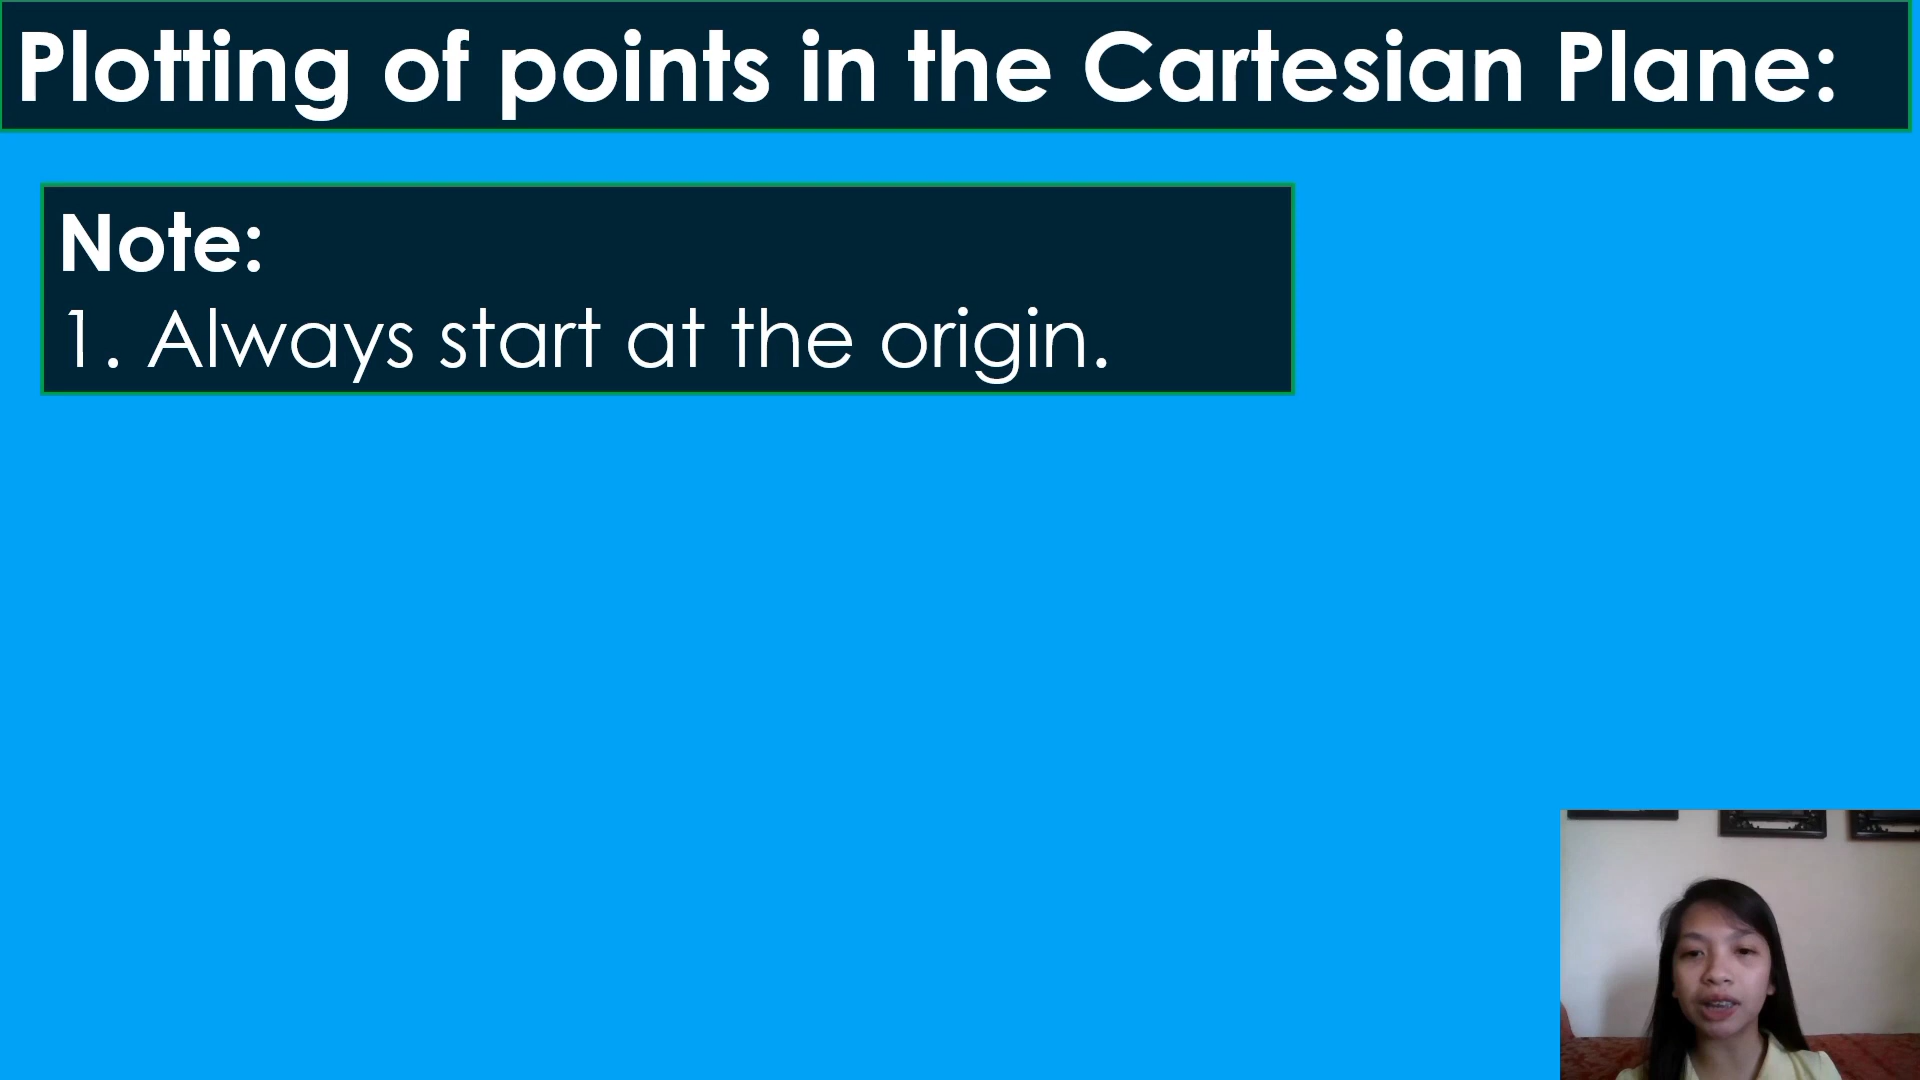 Plotting of points in the Cartesian Plane:
Note:
1. Always start at the origin.